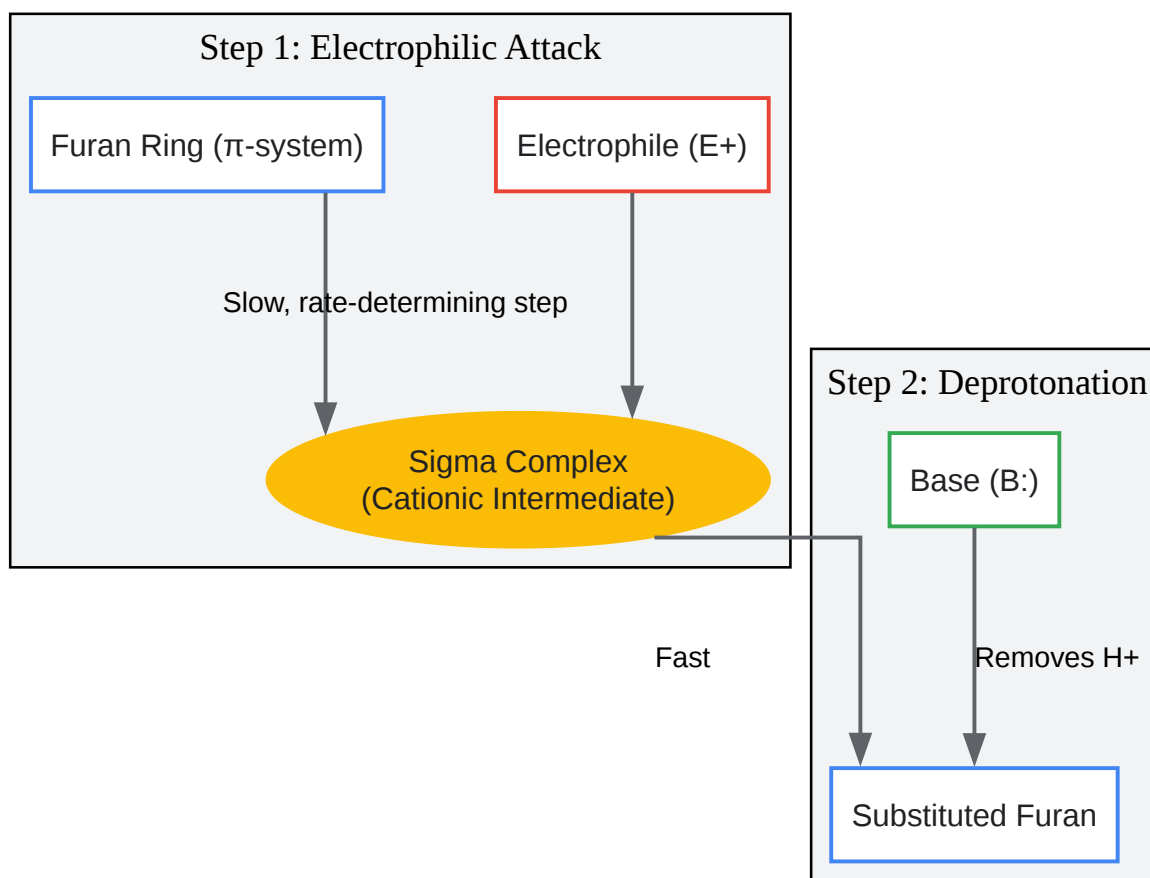 Step 1: Electrophilic Attack
Furan Ring (π-system)
Electrophile (E+)
Slow, rate-determining step
Sigma Complex
(Cationic Intermediate)
Step 2: Deprotonation
Base (B:)
Fast
Removes H+
Substituted Furan